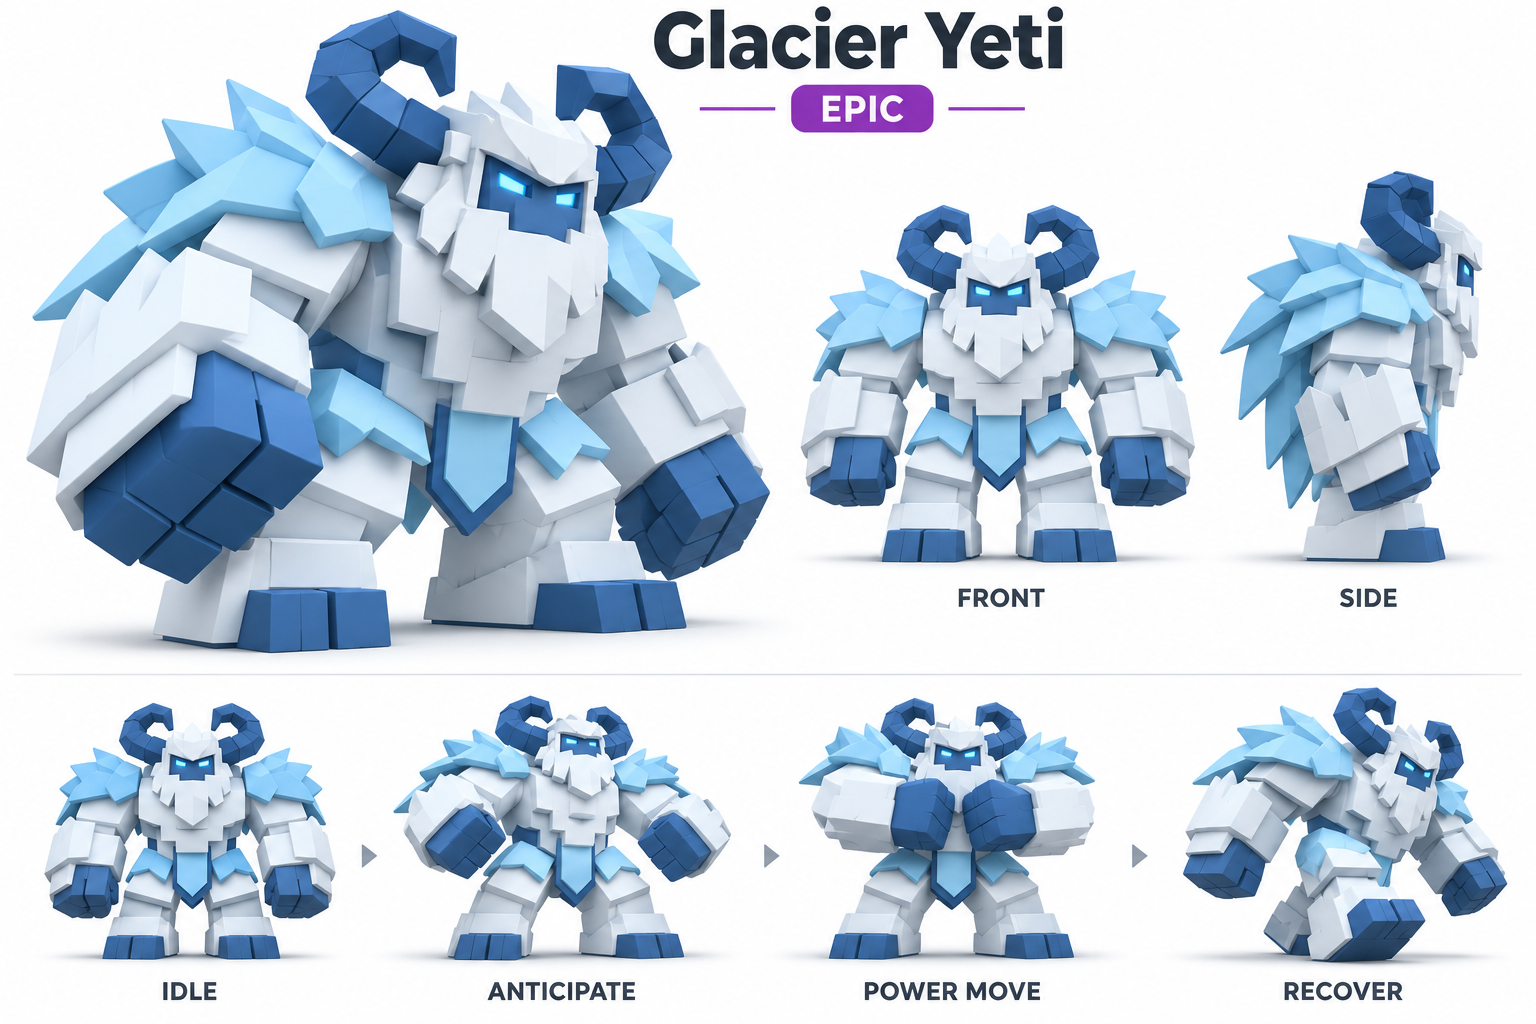 Glacier Yeti
EPIC
FRONT
SIDE
IDLE
ANTICIPATE
POWER MOVE
RECOVER